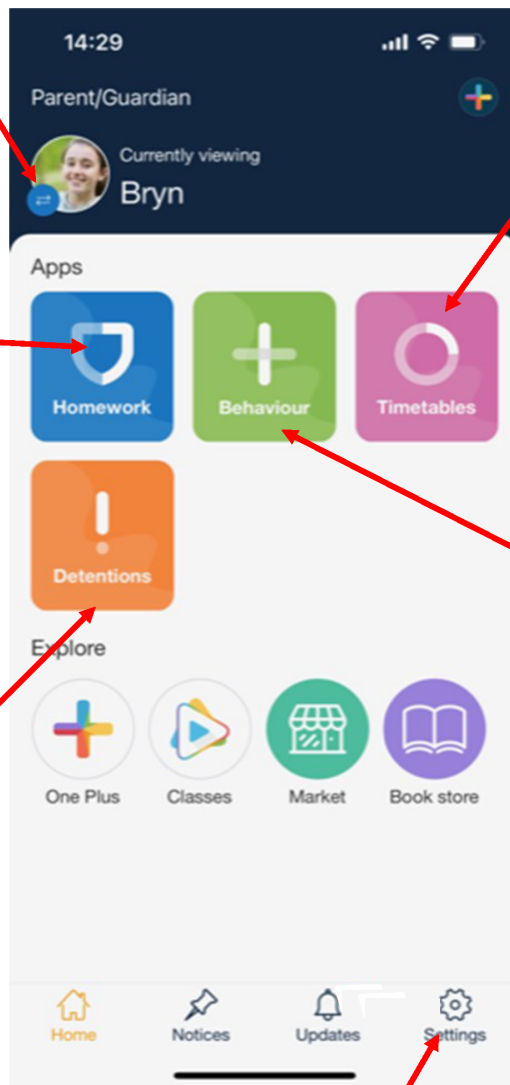 14:29
Parent/Guardian
Currently viewing
Bryn
Apps
Homework Behaviour Timetables
Detentions
Explore
One Plus Classes Market Book store
Home Notices Updates Settings